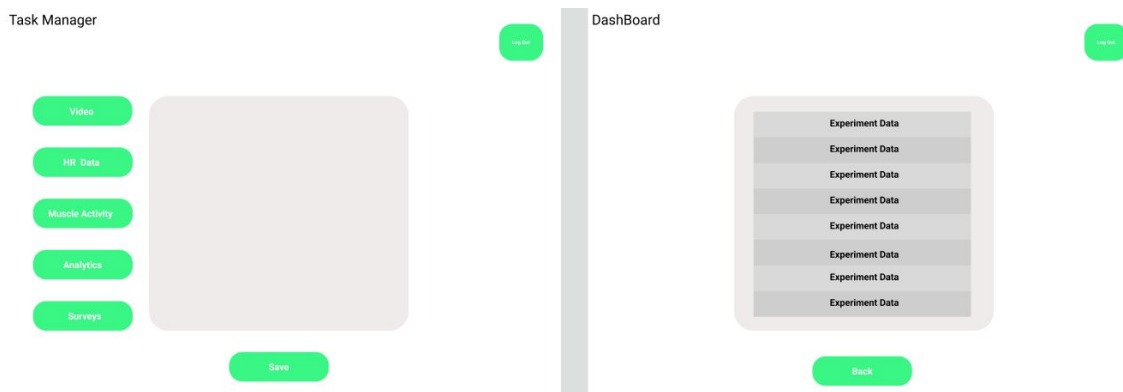 Task Manager
Log Out
Video
HR Data
Muscle Activity
Analytics
Surveys
Save
DashBoard
Log Out
Experiment Data
Experiment Data
Experiment Data
Experiment Data
Experiment Data
Experiment Data
Experiment Data
Experiment Data
Back